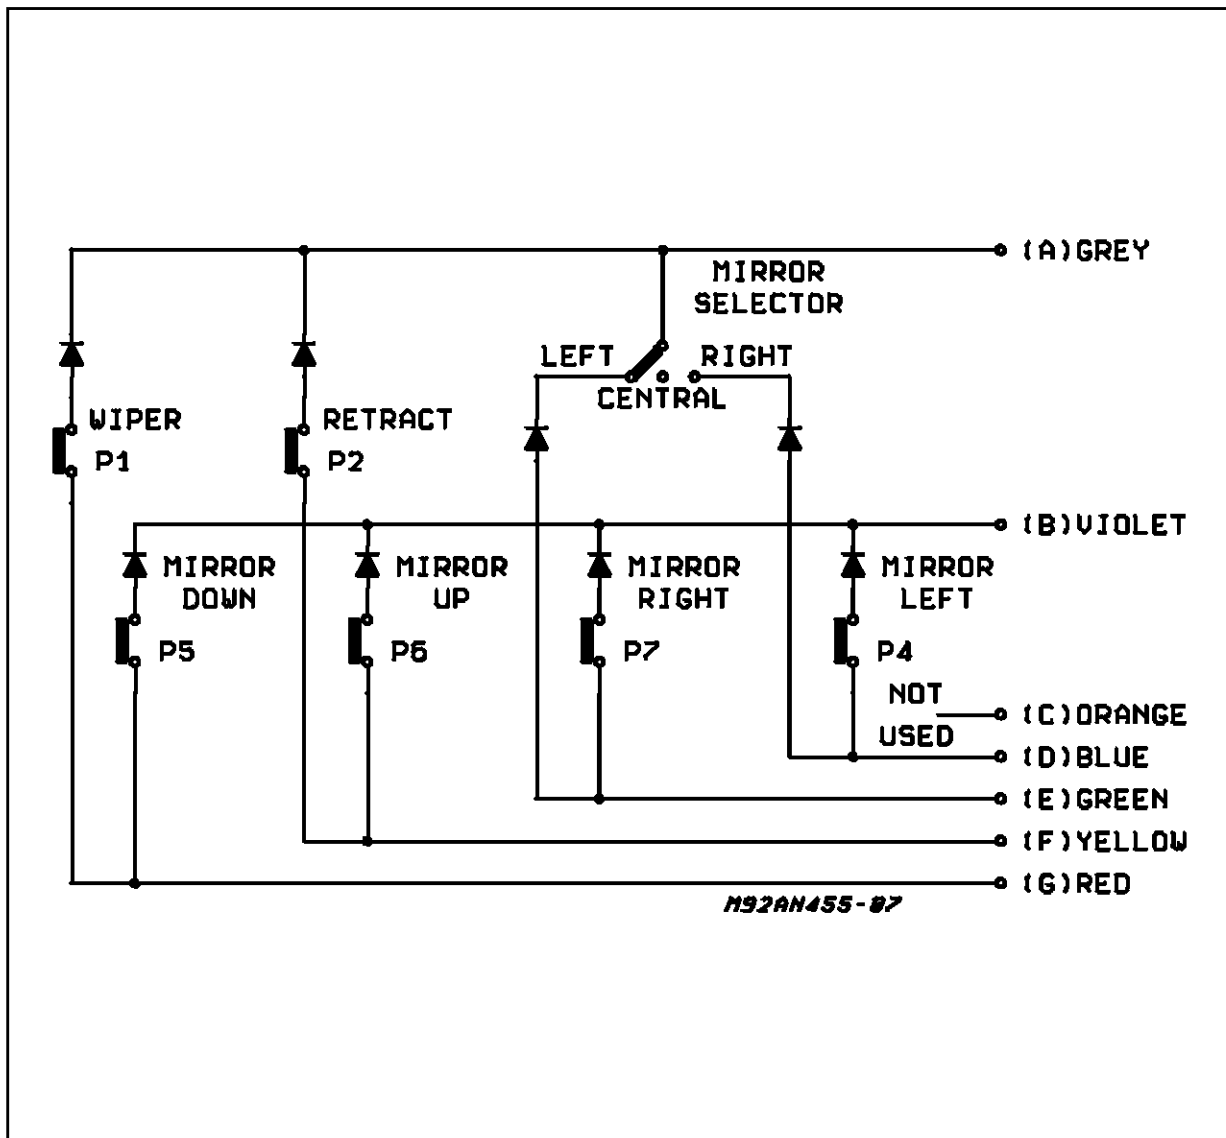 (A)GREY
MIRROR
SELECTOR
LEFT
RIGHT
CENTRAL
WIPER
P1
RETRACT
P2
(B)VIOLET
MIRROR
DOWN
P5
MIRROR
UP
P6
MIRROR
RIGHT
P7
MIRROR
LEFT
P4
NOT
USED
(C)ORANGE
(D)BLUE
(E)GREEN
(F)YELLOW
(G)RED
M92AN455-07